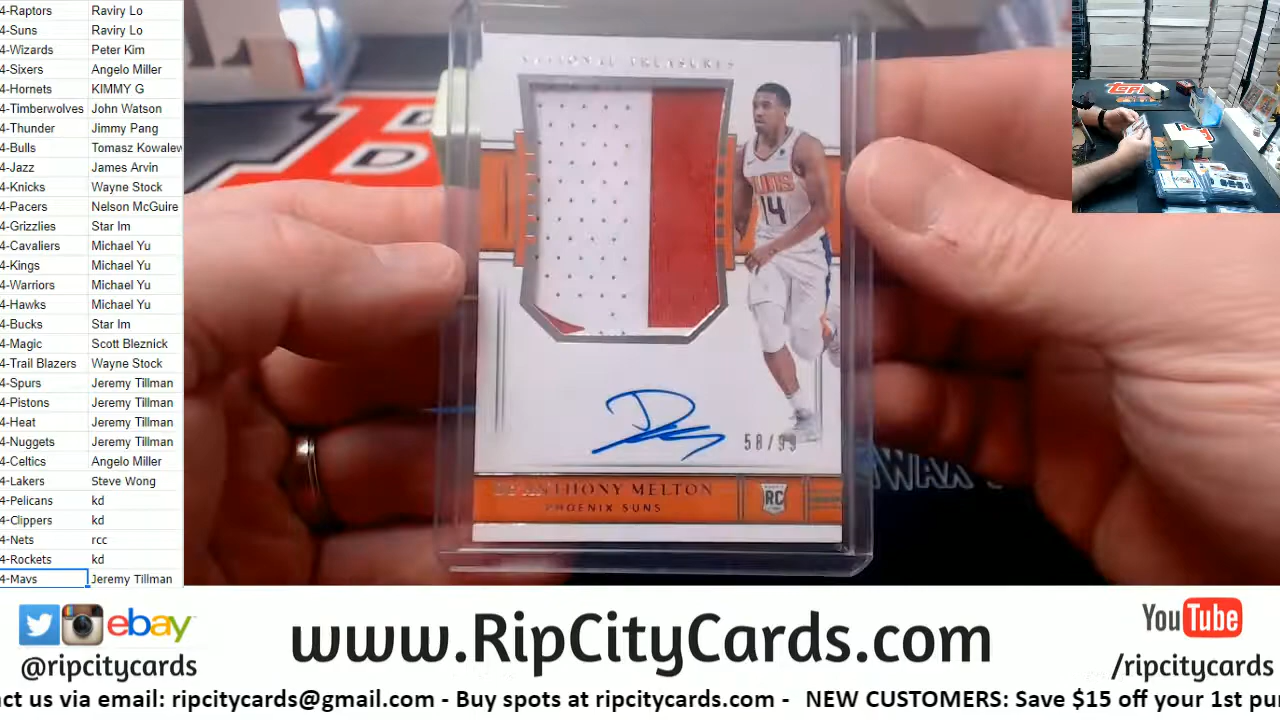 4-Raptors Raviry Lo
4-Suns Raviry Lo
4-Wizards Peter Kim
4-Sixers Angelo Miller
4-Hornets KIMMY G
4-Timberwolves John Watson
4-Thunder Jimmy Pang
4-Bulls Tomasz Kowalew
4-Jazz James Arvin
4-Knicks Wayne Stock
4-Pacers Nelson McGuire
4-Grizzlies Star Im
4-Cavaliers Michael Yu
4-Kings Michael Yu
4-Warriors Michael Yu
4-Hawks Michael Yu
4-Bucks Star Im
4-Magic Scott Bleznick
4-Trail Blazers Wayne Stock
4-Spurs Jeremy Tillman
4-Pistons Jeremy Tillman
4-Heat Jeremy Tillman
4-Nuggets Jeremy Tillman
4-Celtics Angelo Miller
4-Lakers Steve Wong
4-Pelicans kd
4-Clippers kd
4-Nets rcc
4-Rockets kd
4-Mavs Jeremy Tillman
NATIONAL TREASURES
SUNS
14
58/99
DE'ANTHONY MELTON
PHOENIX SUNS
RC
WAX
ebay
@ripcitycards
www.RipCityCards.com
YouTube
/ripcitycards
ct us via email: ripcitycards@gmail.com - Buy spots at ripcitycards.com - NEW CUSTOMERS: Save $15 off your 1st pur